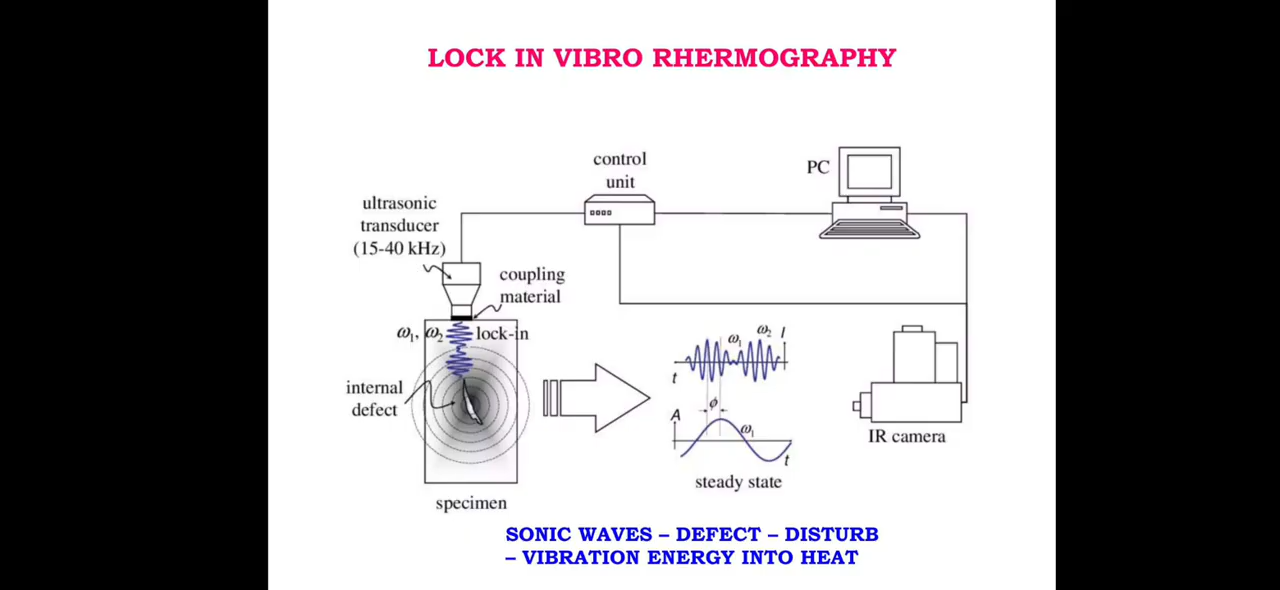 LOCK IN VIBRO RHERMOGRAPHY
control
unit
PC
ultrasonic
transducer
(15-40 kHz)
coupling
material
ω₁, ω₂ lock-in
internal
defect
specimen
ω₁ ω₂ I
t
ϕ
A
ω₁
t
steady state
IR camera
SONIC WAVES – DEFECT – DISTURB
– VIBRATION ENERGY INTO HEAT